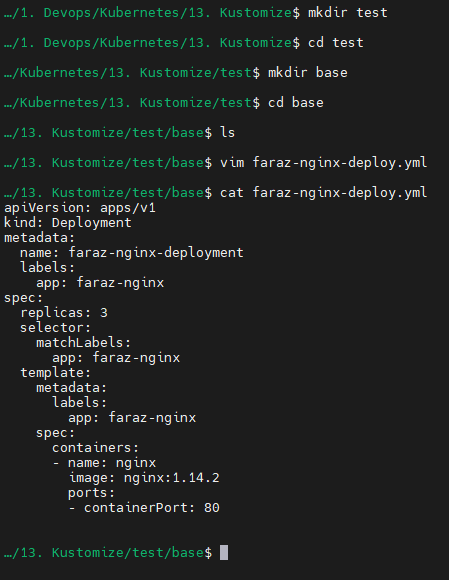 …/1. Devops/Kubernetes/13. Kustomize$ mkdir test
…/1. Devops/Kubernetes/13. Kustomize$ cd test
…/Kubernetes/13. Kustomize/test$ mkdir base
…/Kubernetes/13. Kustomize/test$ cd base
…/13. Kustomize/test/base$ ls
…/13. Kustomize/test/base$ vim faraz-nginx-deploy.yml
…/13. Kustomize/test/base$ cat faraz-nginx-deploy.yml
apiVersion: apps/v1
kind: Deployment
metadata:
  name: faraz-nginx-deployment
  labels:
    app: faraz-nginx
spec:
  replicas: 3
  selector:
    matchLabels:
      app: faraz-nginx
  template:
    metadata:
      labels:
        app: faraz-nginx
    spec:
      containers:
      - name: nginx
        image: nginx:1.14.2
        ports:
        - containerPort: 80
…/13. Kustomize/test/base$